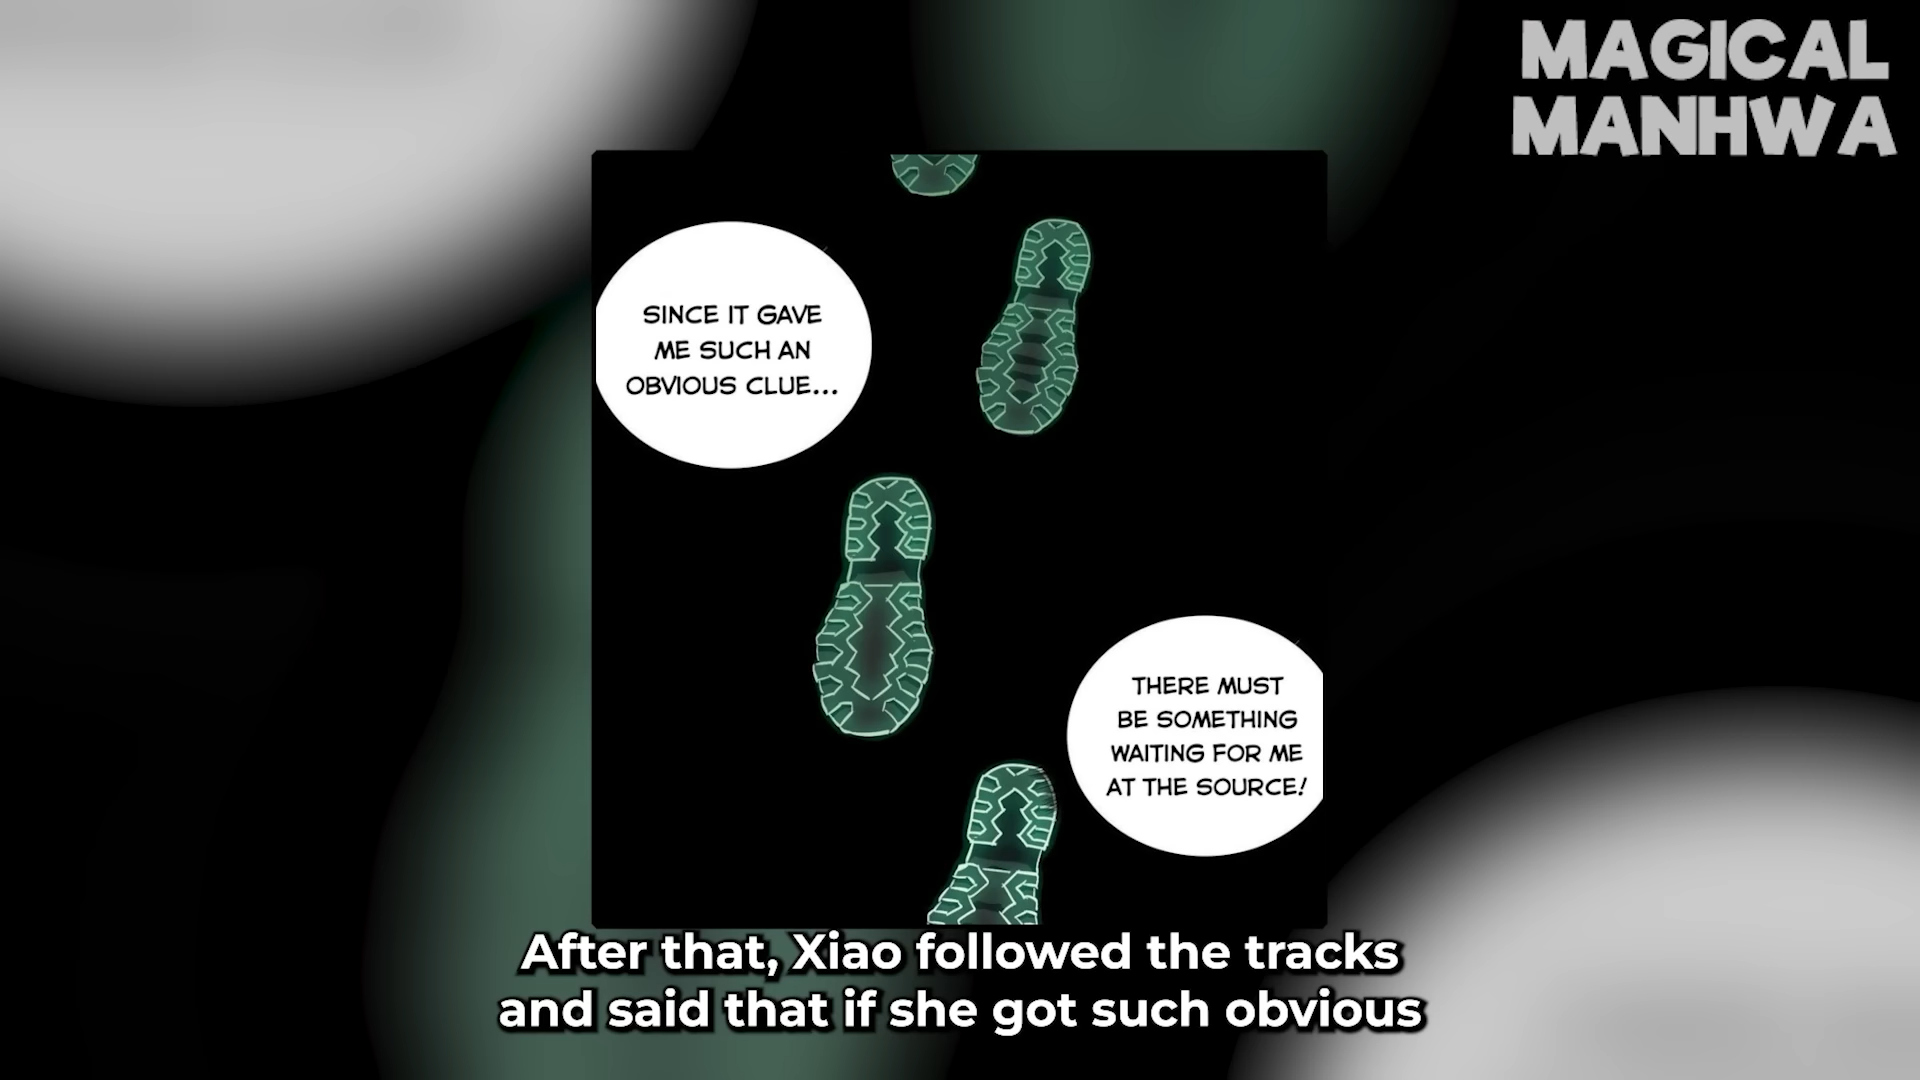 MAGICAL
MANHWA
SINCE IT GAVE
ME SUCH AN
OBVIOUS CLUE...
THERE MUST
BE SOMETHING
WAITING FOR ME
AT THE SOURCE!
After that, Xiao followed the tracks
and said that if she got such obvious